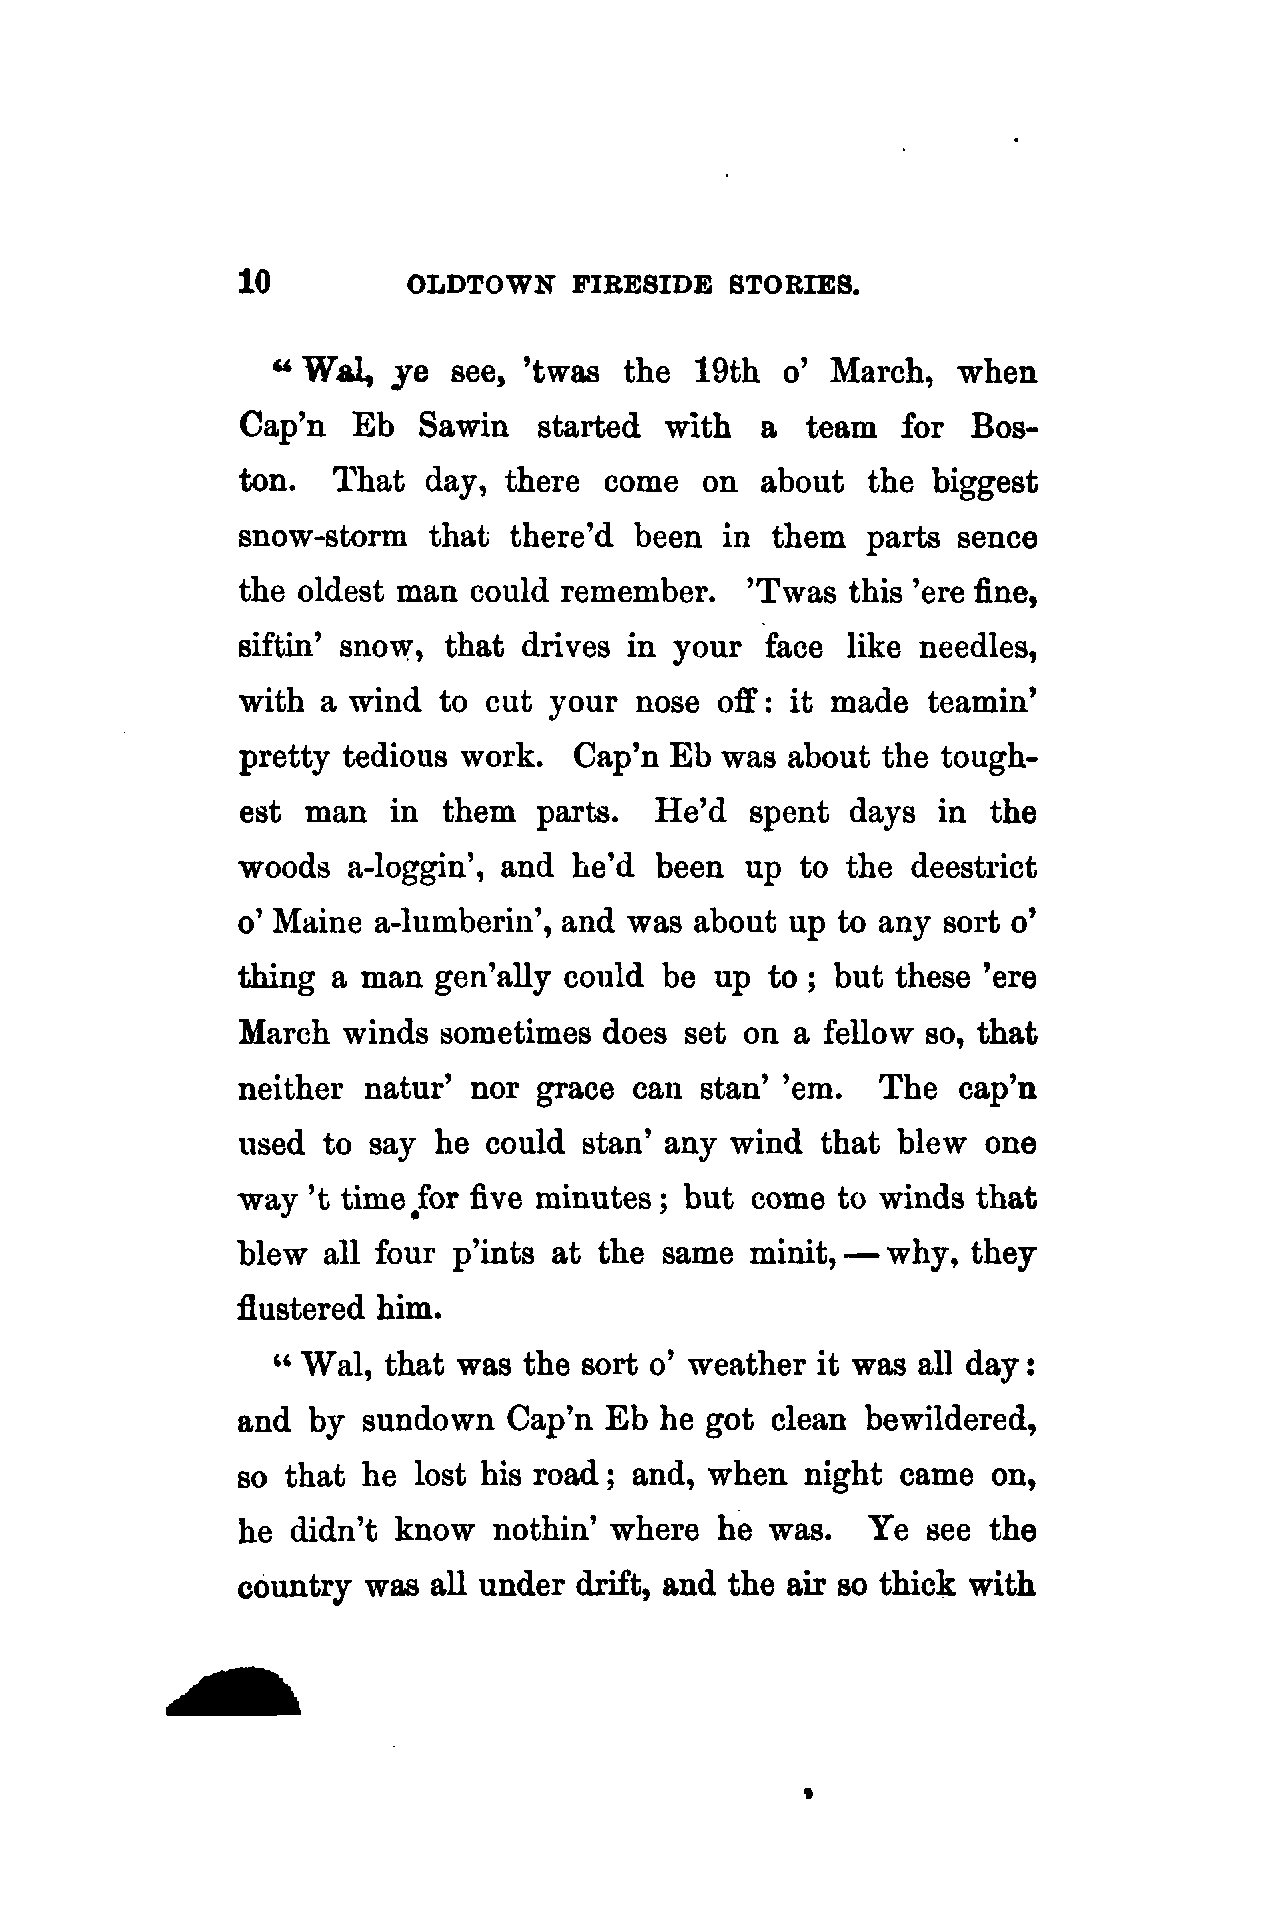 10 OLDTOWN FIRESIDE STORIES.
“Wal, ye see, ’twas the 19th o’ March, when
Cap’n Eb Sawin started with a team for Bos-
ton. That day, there come on about the biggest
snow-storm that there’d been in them parts sence
the oldest man could remember. ’Twas this ’ere fine,
siftin’ snow, that drives in your face like needles,
with a wind to cut your nose off: it made teamin’
pretty tedious work. Cap’n Eb was about the tough-
est man in them parts. He’d spent days in the
woods a-loggin’, and he’d been up to the deestrict
o’ Maine a-lumberin’, and was about up to any sort o’
thing a man gen’ally could be up to; but these ’ere
March winds sometimes does set on a fellow so, that
neither natur’ nor grace can stan’ ’em. The cap’n
used to say he could stan’ any wind that blew one
way ’t time for five minutes; but come to winds that
blew all four p’ints at the same minit,—why, they
flustered him.
“Wal, that was the sort o’ weather it was all day:
and by sundown Cap’n Eb he got clean bewildered,
so that he lost his road; and, when night came on,
he didn’t know nothin’ where he was. Ye see the
country was all under drift, and the air so thick with